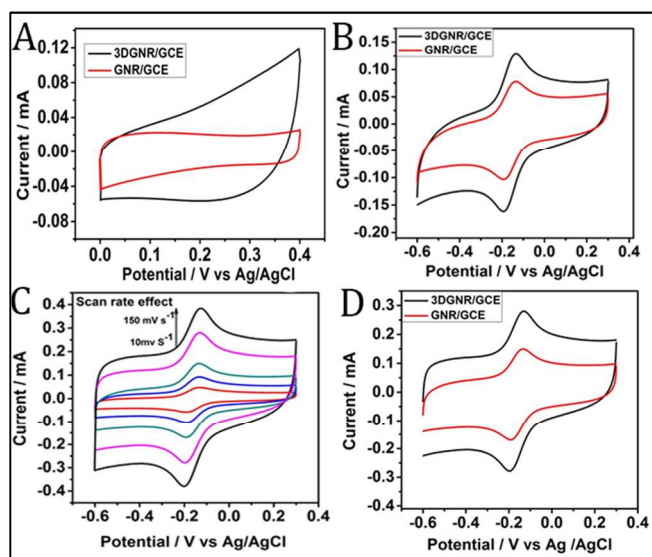 A
3DGNR/GCE
GNR/GCE
Current / mA
0.12
0.08
0.04
0.00
-0.04
-0.08
0.0 0.1 0.2 0.3 0.4
Potential / V vs Ag/AgCl
B
3DGNR/GCE
GNR/GCE
Current / mA
0.15
0.10
0.05
0.00
-0.05
-0.10
-0.15
-0.20
-0.6 -0.4 -0.2 0.0 0.2 0.4
Potential / V vs Ag/AgCl
C
Scan rate effect
150 mV s-1
10mv S-1
Current / mA
0.4
0.3
0.2
0.1
0.0
-0.1
-0.2
-0.3
-0.4
-0.6 -0.4 -0.2 0.0 0.2 0.4
Potential / V vs Ag/AgCl
D
3DGNR/GCE
GNR/GCE
Current / mA
0.3
0.2
0.1
0.0
-0.1
-0.2
-0.3
-0.4
-0.6 -0.4 -0.2 0.0 0.2 0.4
Potential / V vs Ag /AgCl